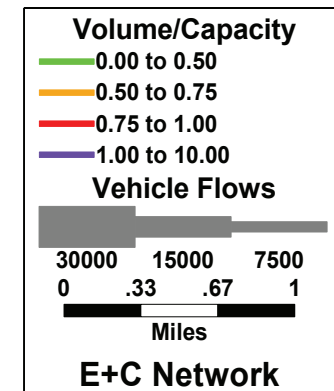 Volume/Capacity
0.00 to 0.50
0.50 to 0.75
0.75 to 1.00
1.00 to 10.00
Vehicle Flows
30000 15000 7500
0 .33 .67 1
Miles
E+C Network